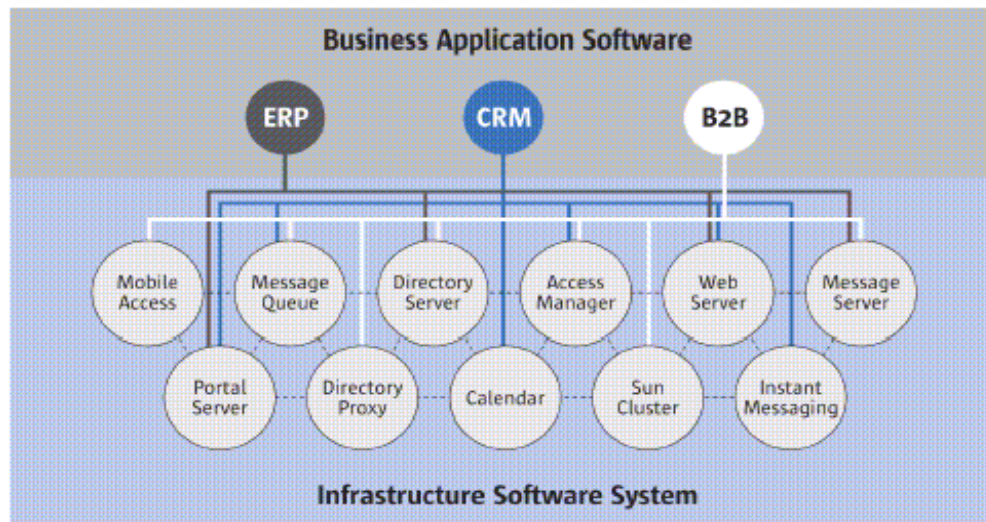 Business Application Software
ERP
CRM
B2B
Mobile
Access
Message
Queue
Directory
Server
Access
Manager
Web
Server
Message
Server
Portal
Server
Directory
Proxy
Calendar
Sun
Cluster
Instant
Messaging
Infrastructure Software System